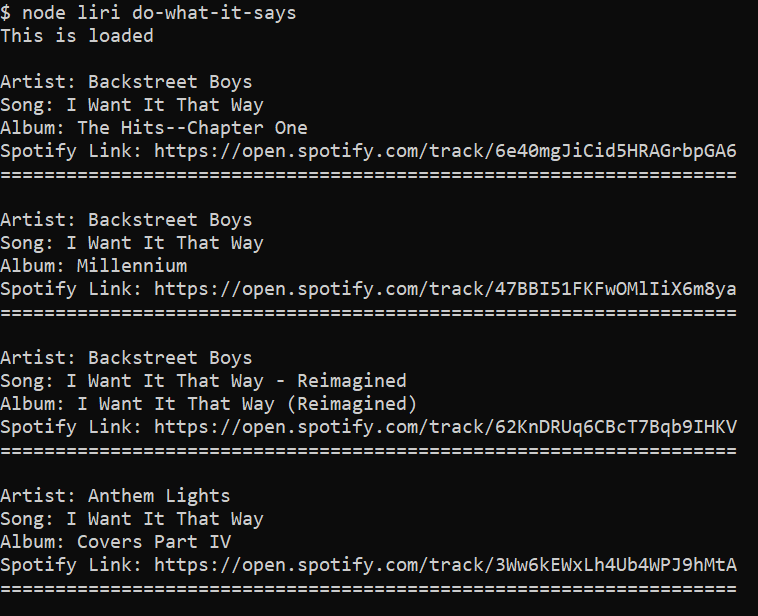 $ node liri do-what-it-says
This is loaded
Artist: Backstreet Boys
Song: I Want It That Way
Album: The Hits--Chapter One
Spotify Link: https://open.spotify.com/track/6e40mgJiCid5HRAGrbpGA6
===================================================================
Artist: Backstreet Boys
Song: I Want It That Way
Album: Millennium
Spotify Link: https://open.spotify.com/track/47BBI51FKFwOMlIiX6m8ya
===================================================================
Artist: Backstreet Boys
Song: I Want It That Way - Reimagined
Album: I Want It That Way (Reimagined)
Spotify Link: https://open.spotify.com/track/62KnDRUq6CBcT7Bqb9IHKV
===================================================================
Artist: Anthem Lights
Song: I Want It That Way
Album: Covers Part IV
Spotify Link: https://open.spotify.com/track/3Ww6kEWxLh4Ub4WPJ9hMtA
===================================================================